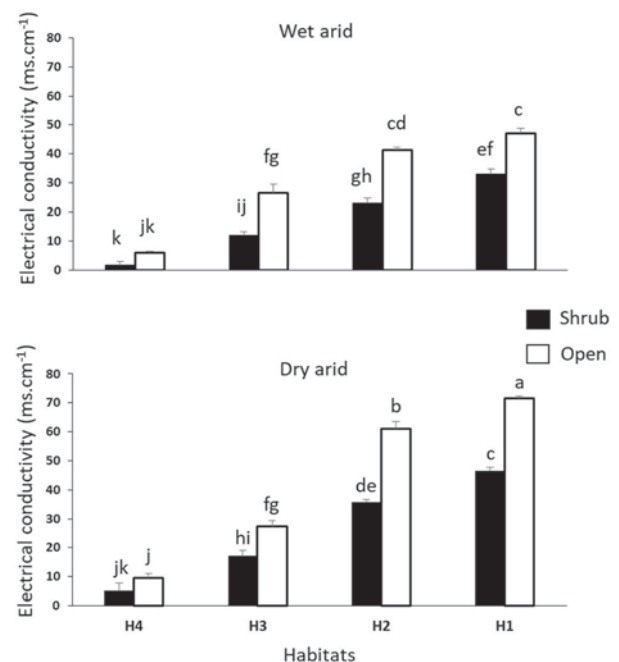 Wet arid
Electrical conductivity (ms.cm⁻¹)
80
70
60
50
40
30
20
10
0
k
jk
ij
fg
gh
cd
ef
c
Shrub
Open
Dry arid
Electrical conductivity (ms.cm⁻¹)
80
70
60
50
40
30
20
10
0
jk
j
hi
fg
de
b
c
a
H4 H3 H2 H1
Habitats